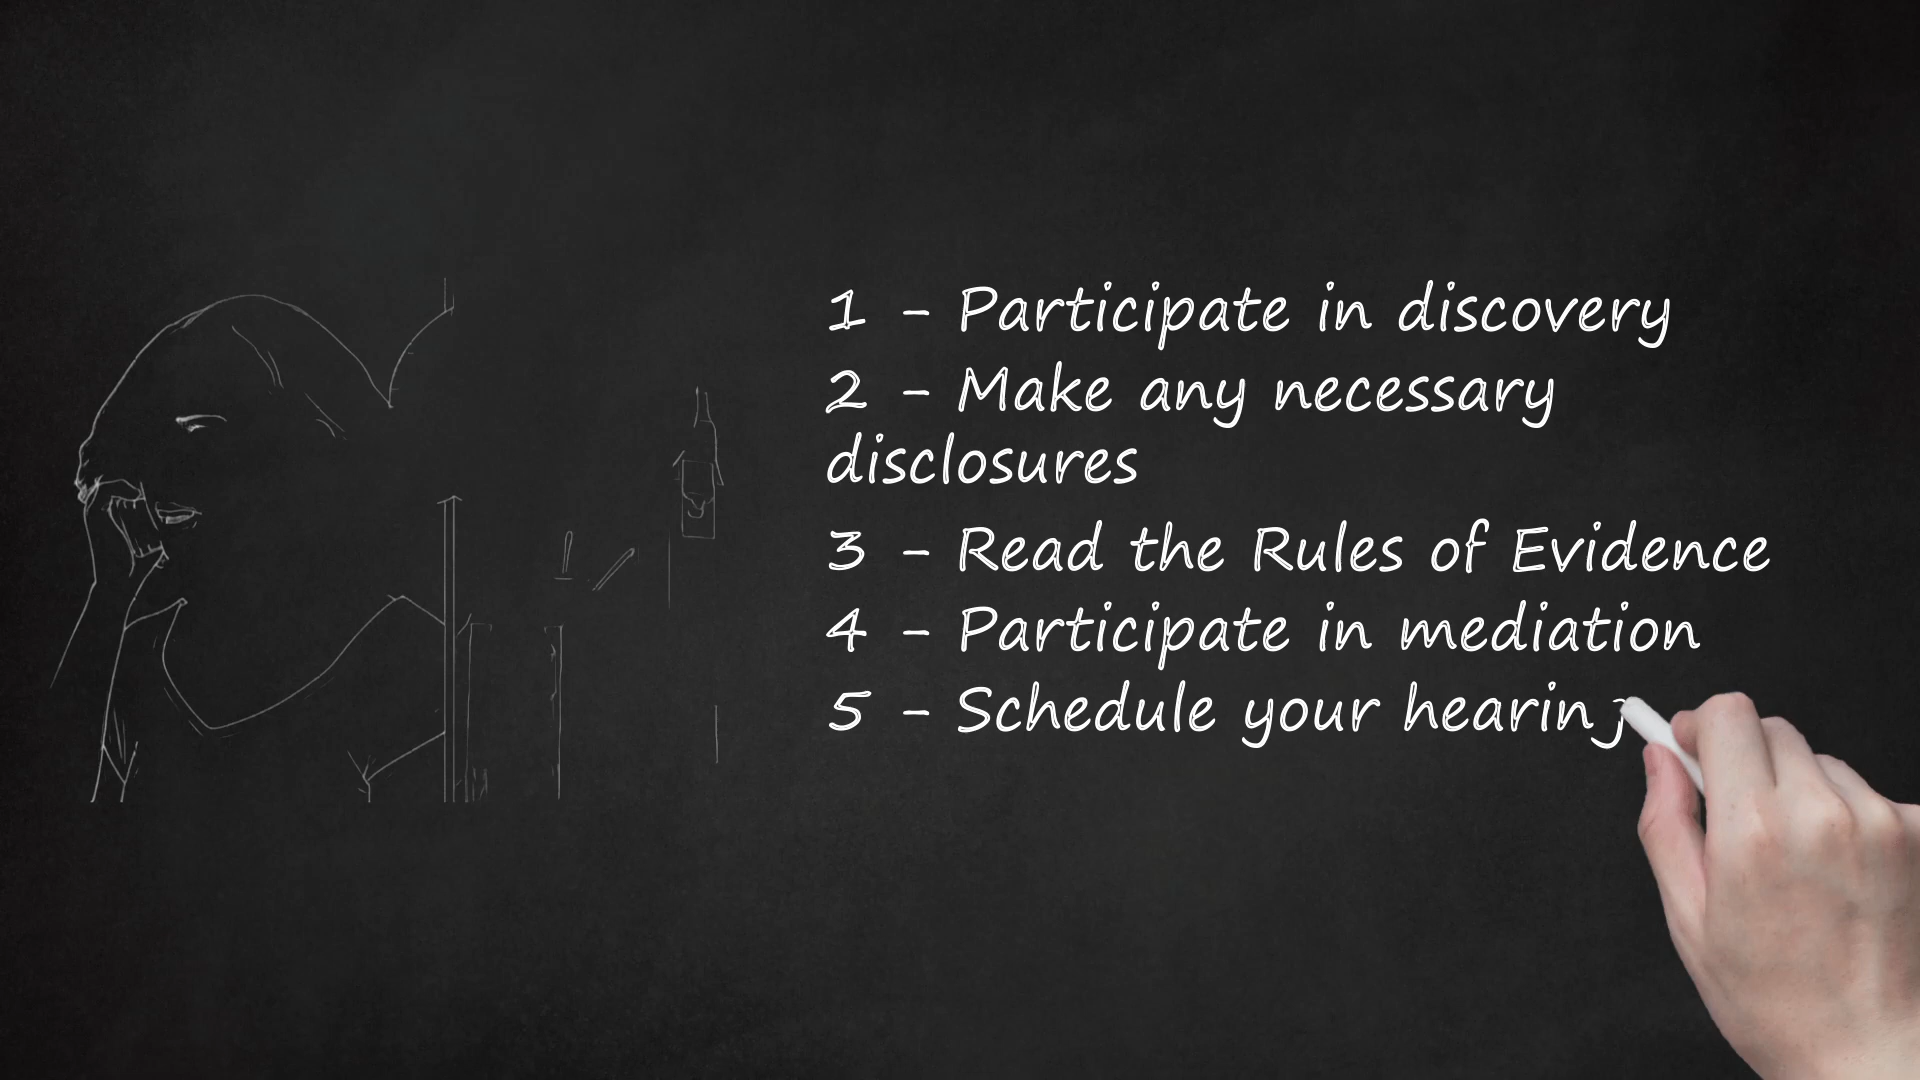 1 - Participate in discovery
2 - Make any necessary
disclosures
3 - Read the Rules of Evidence
4 - Participate in mediation
5 - Schedule your hearing